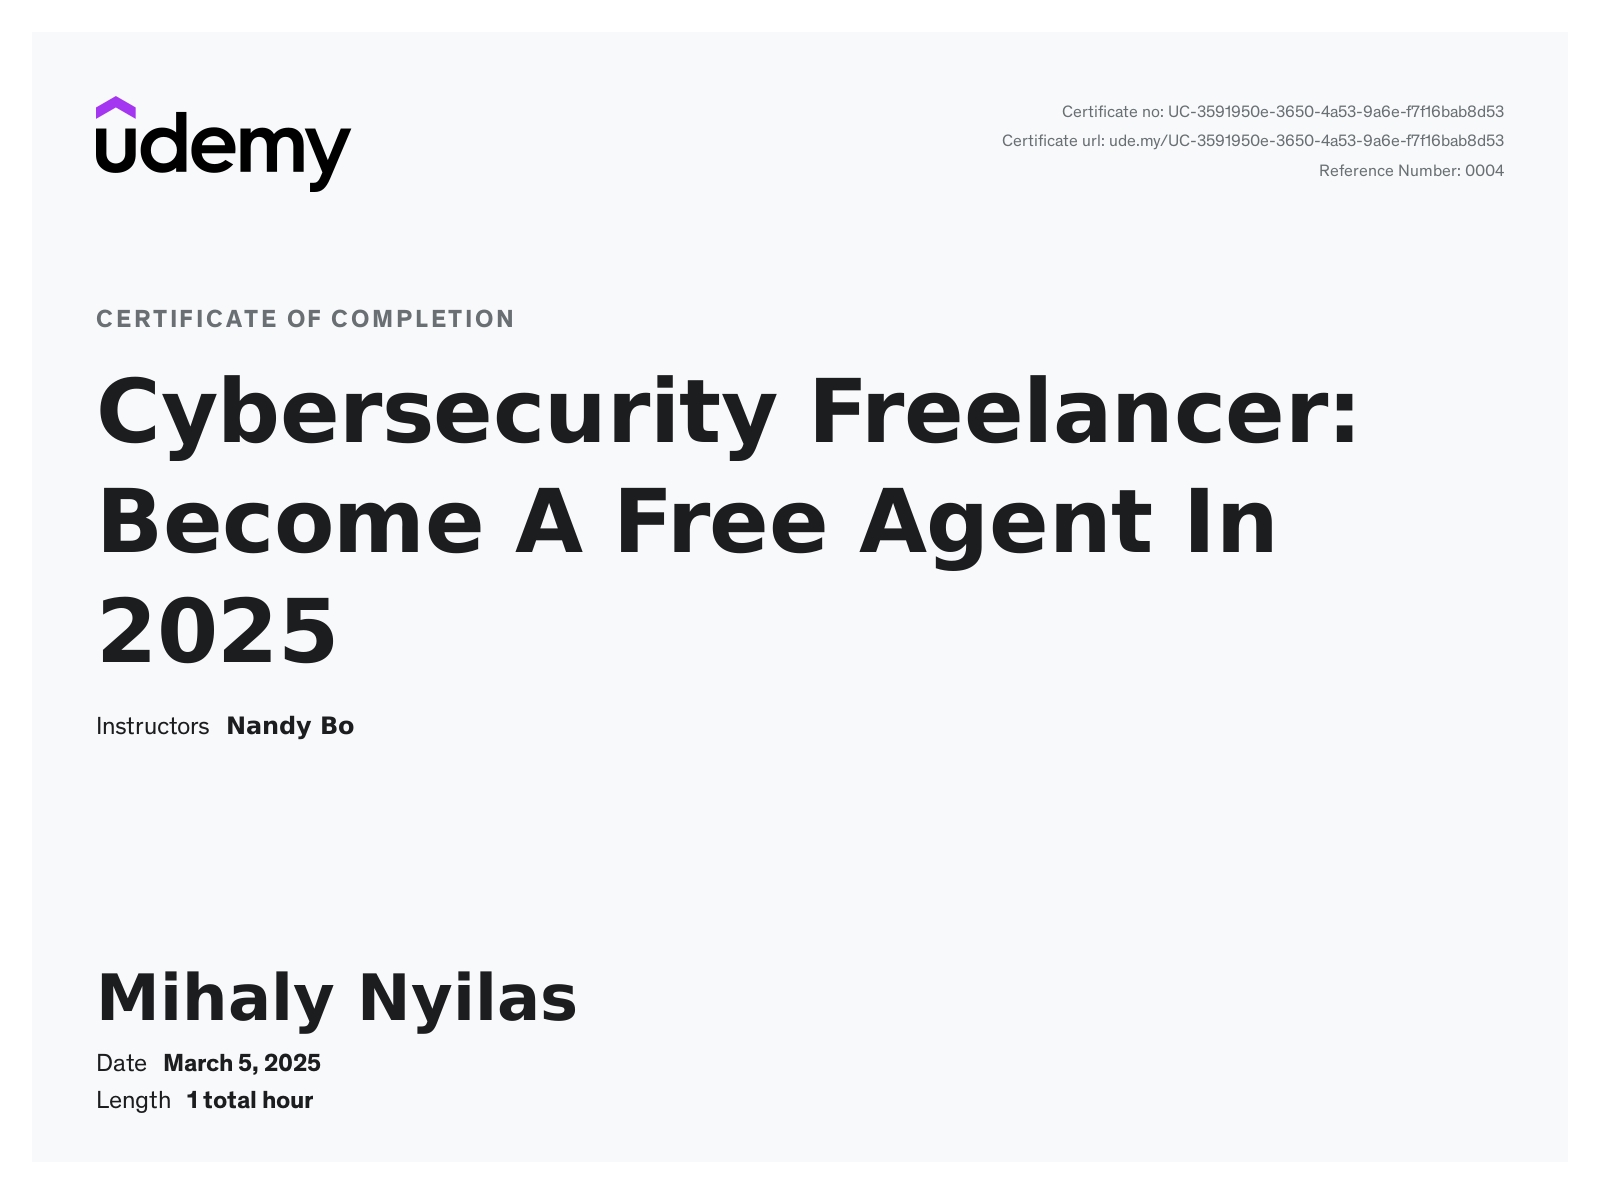 udemy
Certificate no: UC-3591950e-3650-4a53-9a6e-f7f16bab8d53
Certificate url: ude.my/UC-3591950e-3650-4a53-9a6e-f7f16bab8d53
Reference Number: 0004
CERTIFICATE OF COMPLETION
Cybersecurity Freelancer:
Become A Free Agent In
2025
Instructors Nandy Bo
Mihaly Nyilas
Date March 5, 2025
Length 1 total hour